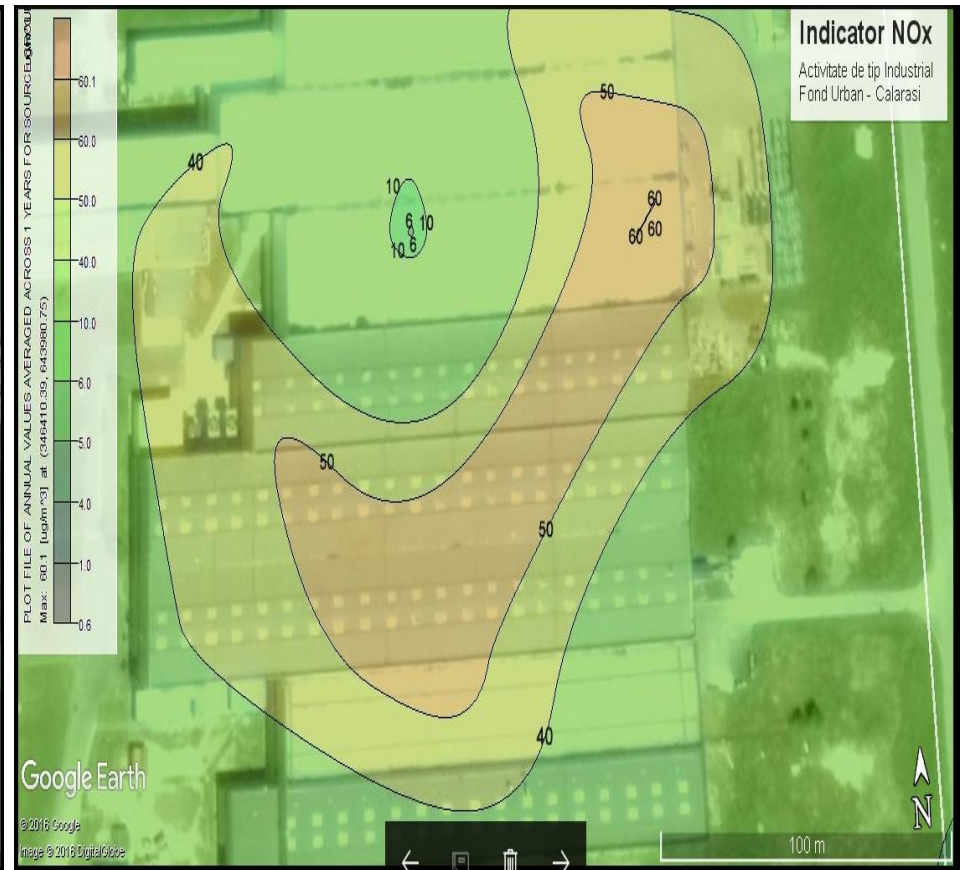 PLOT FILE OF ANNUAL VALUES AVERAGED ACROSS 1 YEARS FOR SOURCE
Max: 60.1 [ug/m^3] at (346410.39, 643980.75)
60.1
60.0
50.0
40.0
10.0
6.0
5.0
4.0
1.0
0.6
Indicator NOx
Activitate de tip Industrial
Fond Urban - Calarasi
50
40
10
60
6
10
60
60
10
6
50
50
40
Google Earth
© 2016 Google
Image © 2016 DigitalGlobe
N
100 m